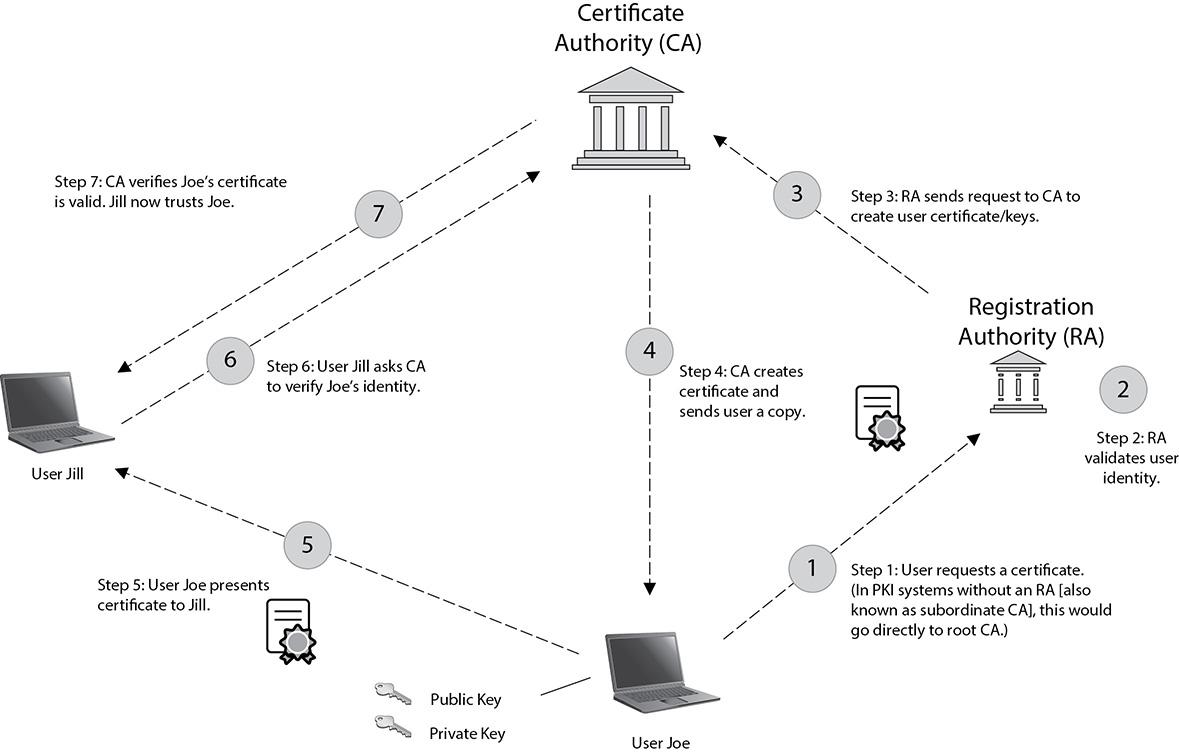 Certificate
Authority (CA)
Step 7: CA verifies Joe’s certificate
is valid. Jill now trusts Joe.
7
3
Step 3: RA sends request to CA to
create user certificate/keys.
Registration
Authority (RA)
6
Step 6: User Jill asks CA
to verify Joe’s identity.
4
Step 4: CA creates
certificate and
sends user a copy.
2
Step 2: RA
validates user
identity.
User Jill
5
Step 5: User Joe presents
certificate to Jill.
1
Step 1: User requests a certificate.
(In PKI systems without an RA [also
known as subordinate CA], this would
go directly to root CA.)
Public Key
Private Key
User Joe